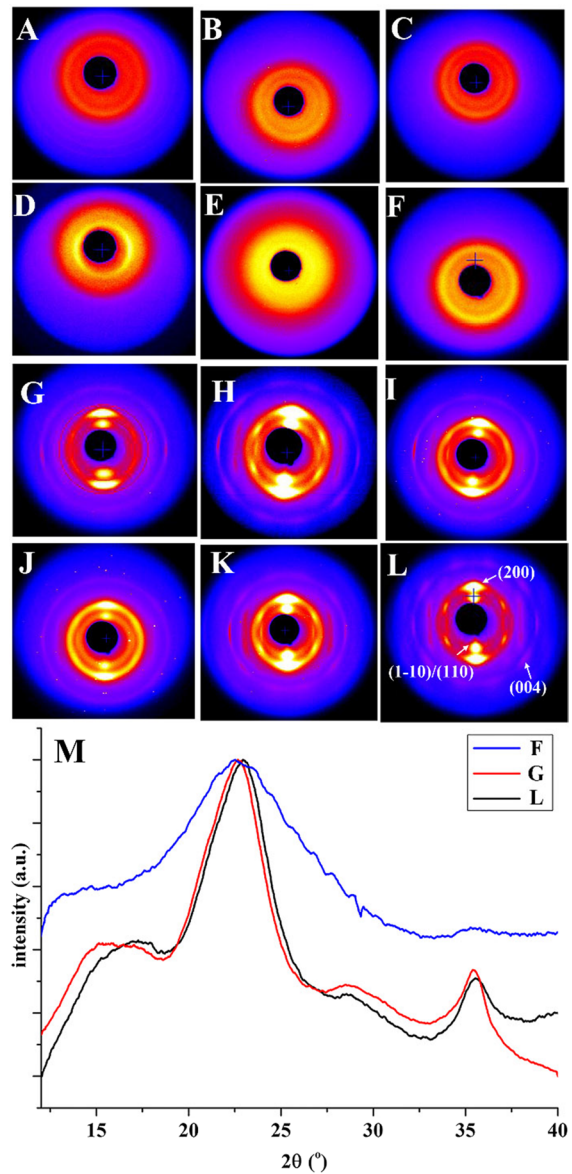 A
B
C
D
E
F
G
H
I
J
K
L
(200)
(1-10)/(110)
(004)
M
F
G
L
intensity (a.u.)
15 20 25 30 35 40
2θ (°)